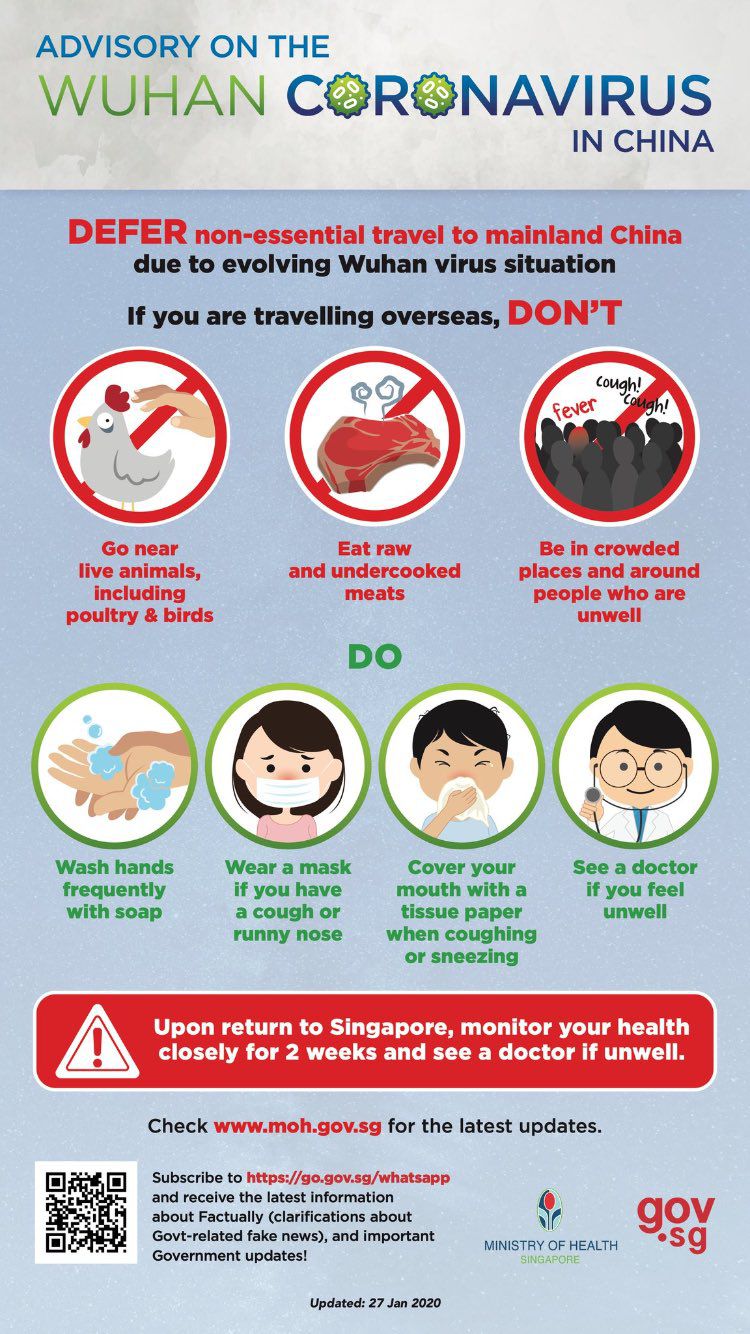 ADVISORY ON THE
WUHAN CORONAVIRUS
IN CHINA
DEFER non-essential travel to mainland China
due to evolving Wuhan virus situation
If you are travelling overseas, DON'T
fever
cough!
cough!
Go near
live animals,
including
poultry & birds
Eat raw
and undercooked
meats
Be in crowded
places and around
people who are
unwell
DO
Wash hands
frequently
with soap
Wear a mask
if you have
a cough or
runny nose
Cover your
mouth with a
tissue paper
when coughing
or sneezing
See a doctor
if you feel
unwell
!
Upon return to Singapore, monitor your health
closely for 2 weeks and see a doctor if unwell.
Check www.moh.gov.sg for the latest updates.
Subscribe to https://go.gov.sg/whatsapp
and receive the latest information
about Factually (clarifications about
Govt-related fake news), and important
Government updates!
MINISTRY OF HEALTH
SINGAPORE
gov
.sg
Updated: 27 Jan 2020